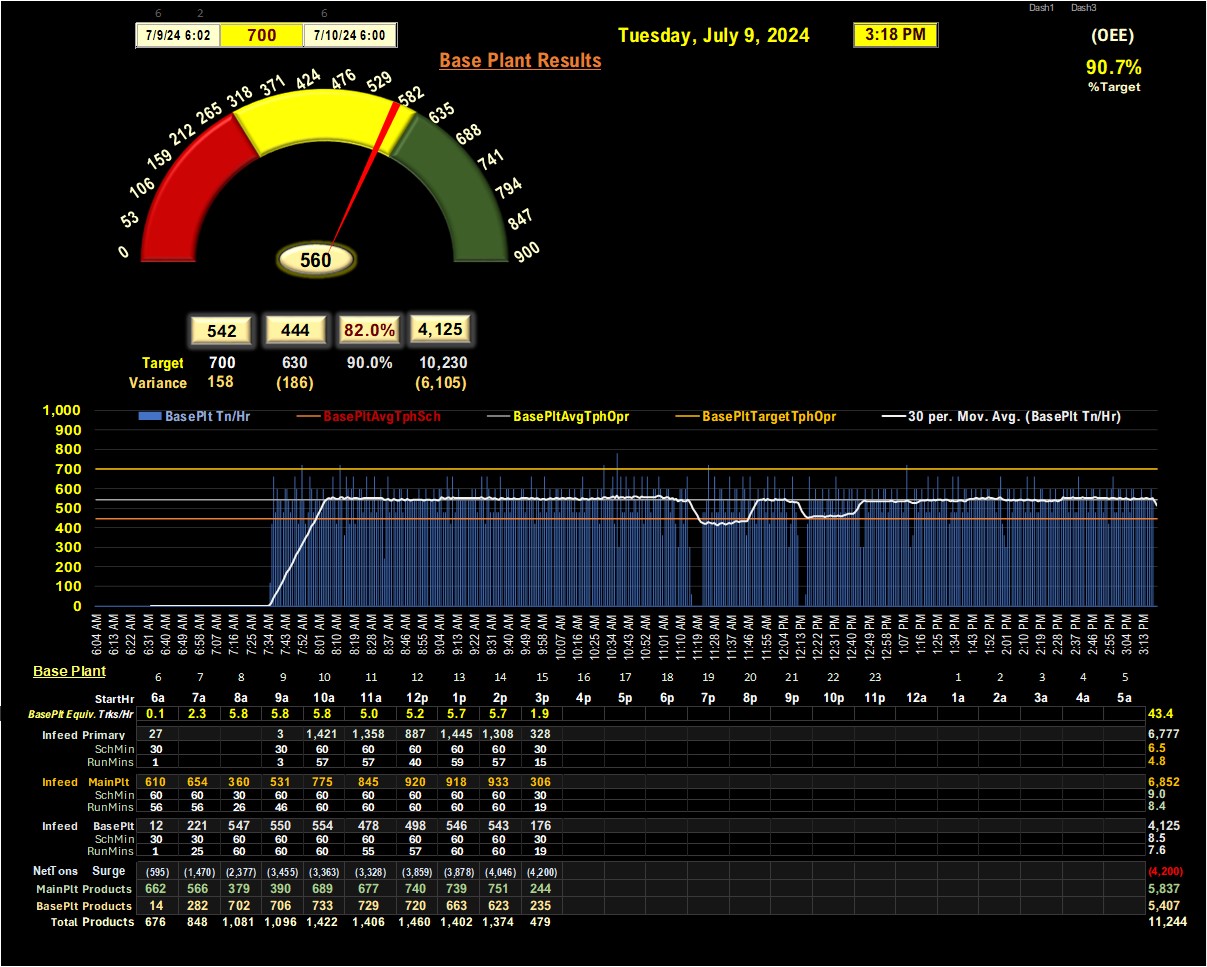 6 2 6 Dash1 Dash3
7/9/24 6:02 700 7/10/24 6:00 Tuesday, July 9, 2024 3:18 PM (OEE)
Base Plant Results 90.7%
%Target
0 53 106 159 212 265 318 371 424 476 529 582 635 688 741 794 847 900
560
542 444 82.0% 4,125
Target 700 630 90.0% 10,230
Variance 158 (186) (6,105)
BasePlt Tn/Hr BasePltAvgTphSch BasePltAvgTphOpr BasePltTargetTphOpr 30 per. Mov. Avg. (BasePlt Tn/Hr)
1,000
900
800
700
600
500
400
300
200
100
0
6:04 AM 6:13 AM 6:22 AM 6:31 AM 6:40 AM 6:49 AM 6:58 AM 7:07 AM 7:16 AM 7:25 AM 7:34 AM 7:43 AM 7:52 AM 8:01 AM 8:10 AM 8:19 AM 8:28 AM 8:37 AM 8:46 AM 8:55 AM 9:04 AM 9:13 AM 9:22 AM 9:31 AM 9:40 AM 9:49 AM 9:58 AM 10:07 AM 10:16 AM 10:25 AM 10:34 AM 10:43 AM 10:52 AM 11:01 AM 11:10 AM 11:19 AM 11:28 AM 11:37 AM 11:46 AM 11:55 AM 12:04 PM 12:13 PM 12:22 PM 12:31 PM 12:40 PM 12:49 PM 12:58 PM 1:07 PM 1:16 PM 1:25 PM 1:34 PM 1:43 PM 1:52 PM 2:01 PM 2:10 PM 2:19 PM 2:28 PM 2:37 PM 2:46 PM 2:55 PM 3:04 PM 3:13 PM
Base Plant 6 7 8 9 10 11 12 13 14 15 16 17 18 19 20 21 22 23 1 2 3 4 5
StartHr 6a 7a 8a 9a 10a 11a 12p 1p 2p 3p 4p 5p 6p 7p 8p 9p 10p 11p 12a 1a 2a 3a 4a 5a
BasePlt Equiv. Trks/Hr 0.1 2.3 5.8 5.8 5.8 5.0 5.2 5.7 5.7 1.9 43.4
Infeed Primary 27 3 1,421 1,358 887 1,445 1,308 328 6,777
SchMin 30 30 60 60 60 60 60 30 6.5
RunMins 1 3 57 57 40 59 57 15 4.8
Infeed MainPlt 610 654 360 531 775 845 920 918 933 306 6,852
SchMin 60 60 30 60 60 60 60 60 60 30 9.0
RunMins 56 56 26 46 60 60 60 60 60 19 8.4
Infeed BasePlt 12 221 547 550 554 478 498 546 543 176 4,125
SchMin 30 30 60 60 60 60 60 60 60 30 8.5
RunMins 1 25 60 60 60 55 57 60 60 19 7.6
NetTons Surge (595) (1,470) (2,377) (3,455) (3,363) (3,328) (3,859) (3,878) (4,046) (4,200) (4,200)
MainPlt Products 662 566 379 390 689 677 740 739 751 244 5,837
BasePlt Products 14 282 702 706 733 729 720 663 623 235 5,407
Total Products 676 848 1,081 1,096 1,422 1,406 1,460 1,402 1,374 479 11,244